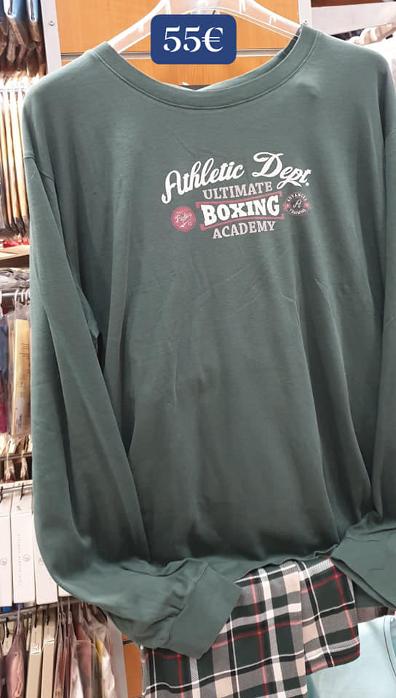 55€
Athletic Dept.
ULTIMATE
BOXING
ACADEMY